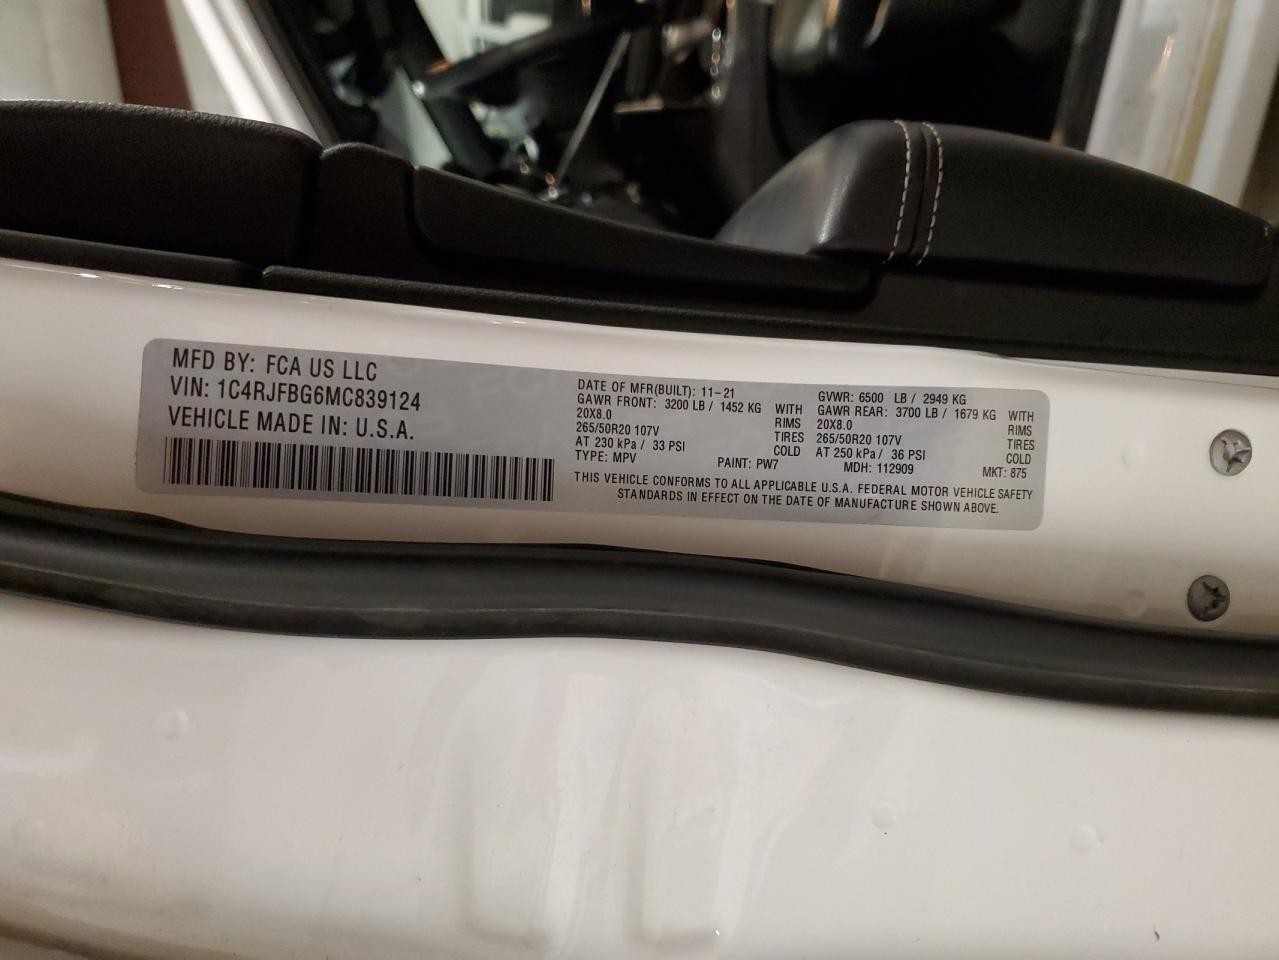 MFD BY: FCA US LLC
VIN: 1C4RJFBG6MC839124
VEHICLE MADE IN: U.S.A.
DATE OF MFR(BUILT): 11-21
GAWR FRONT: 3200 LB / 1452 KG WITH
20X8.0 RIMS
265/50R20 107V TIRES
AT 230 kPa / 33 PSI COLD
TYPE: MPV PAINT: PW7
GVWR: 6500 LB / 2949 KG
GAWR REAR: 3700 LB / 1679 KG WITH
20X8.0 RIMS
265/50R20 107V TIRES
AT 250 kPa / 36 PSI COLD
MDH: 112909 MKT: 875
THIS VEHICLE CONFORMS TO ALL APPLICABLE U.S.A. FEDERAL MOTOR VEHICLE SAFETY
STANDARDS IN EFFECT ON THE DATE OF MANUFACTURE SHOWN ABOVE.